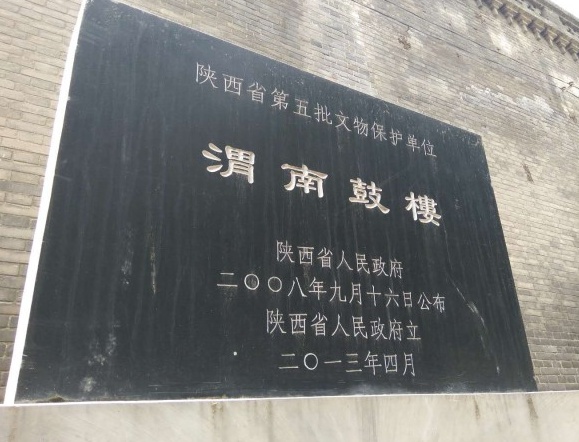 陕西省第五批文物保护单位
渭南鼓樓
陕西省人民政府
二〇〇八年九月十六日公布
陕西省人民政府立
二〇一三年四月